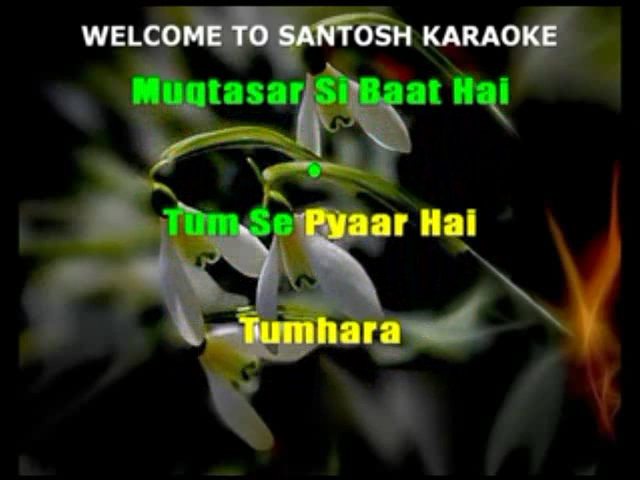 WELCOME TO SANTOSH KARAOKE
Muqtasar Si Baat Hai
Tum Se Pyaar Hai
Tumhara